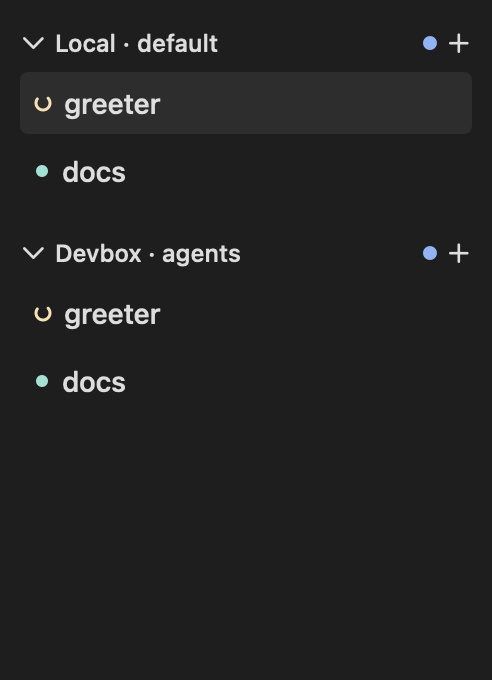 Local · default
greeter
docs
Devbox · agents
greeter
docs